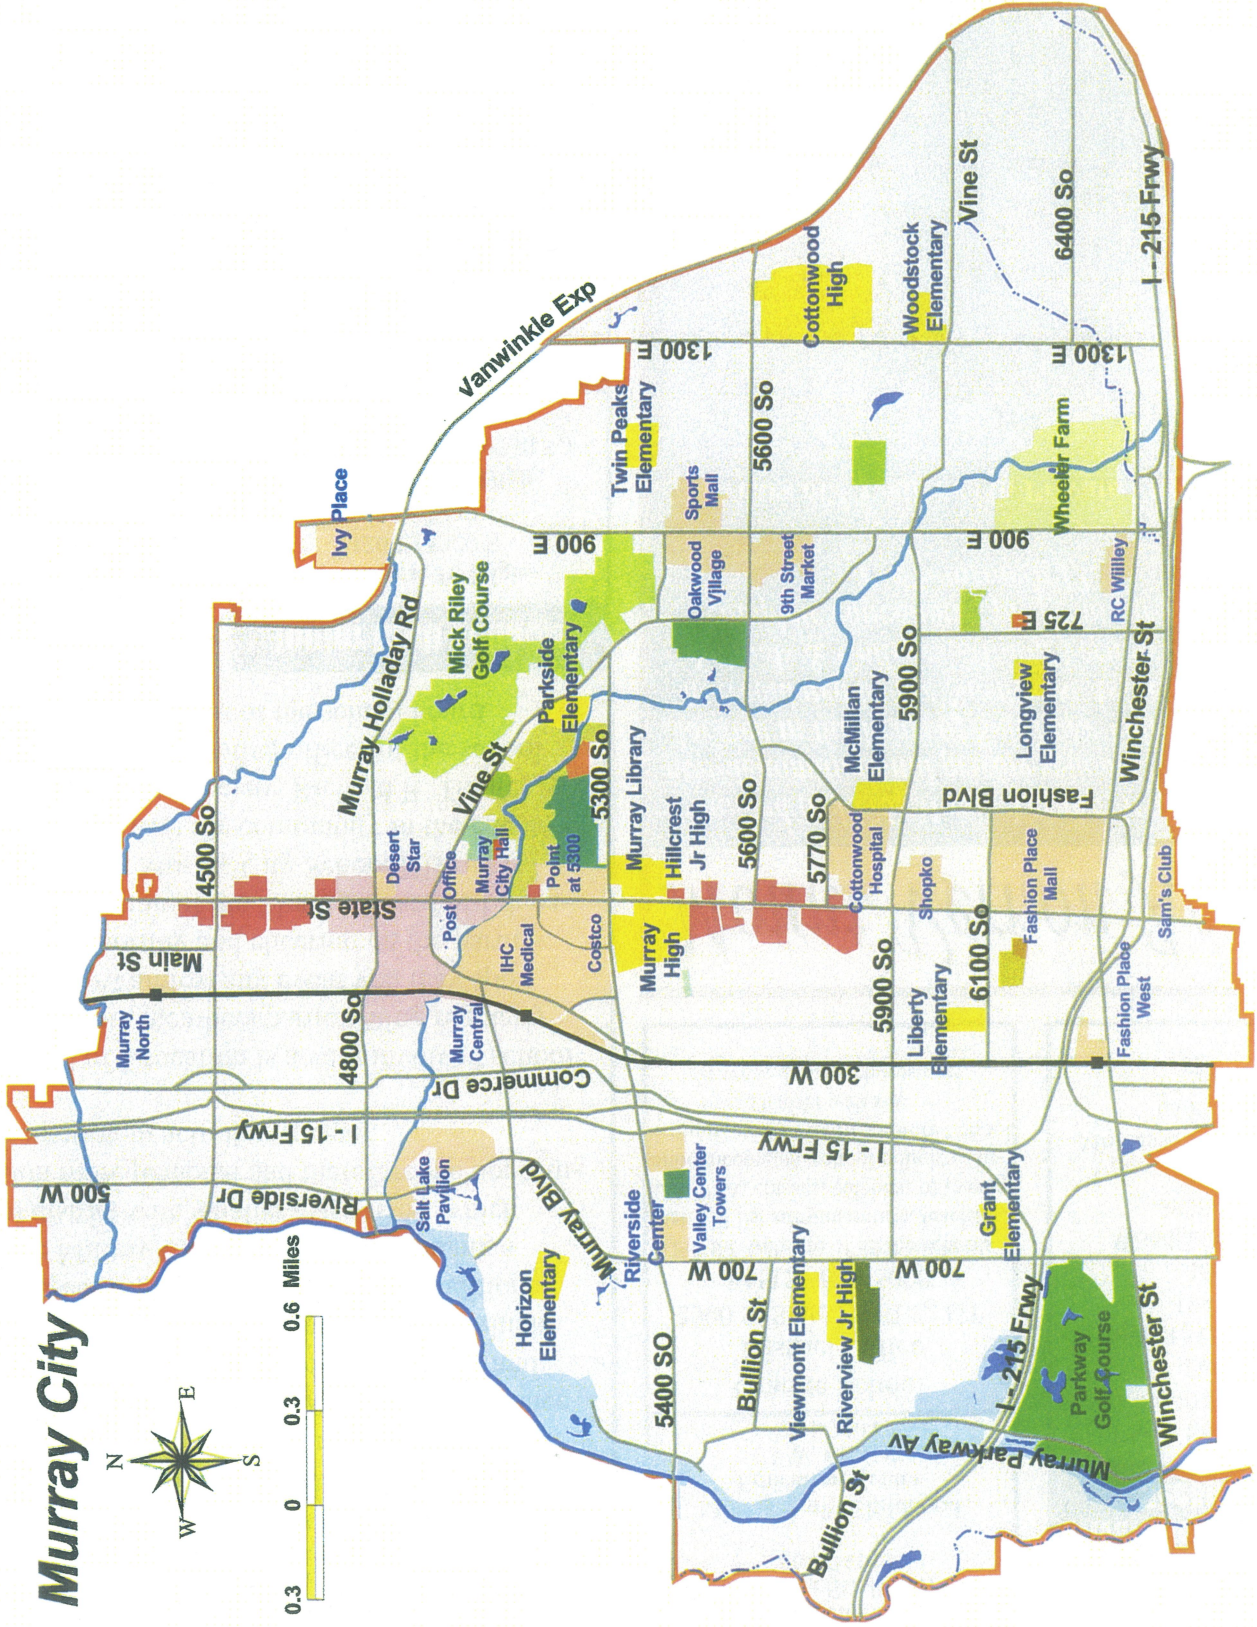 Murray City
N
E
S
W
0.3
0
0.3
0.6
Miles
500 W
Riverside Dr
I - 15 Frwy
Murray
North
Main St
4500 So
State St
4800 So
Commerce Dr
Ivy Place
Vanwinkle Exp
Murray Holladay Rd
Mick Riley
Golf Course
Vine St
Desert
Star
Post Office
Murray
City Hall
Parkside
Elementary
Point
at 5300
5300 So
IHC
Medical
Costco
Murray
Central
Salt Lake
Pavilion
Murray Blvd
Horizon
Elementary
Riverside
Center
Valley Center
Towers
5400 SO
700 W
I - 15 Frwy
300 W
Murray
High
Hillcrest
Jr High
Murray Library
5600 So
5770 So
Cottonwood
Hospital
McMillan
Elementary
5900 So
Shopko
Twin Peaks
Elementary
Sports
Mall
Oakwood
Village
9th Street
Market
900 E
5600 So
1300 E
Cottonwood
High
Woodstock
Elementary
Vine St
6400 So
I - 215 Frwy
1300 E
Wheeler Farm
900 E
RC Willley
725 E
Longview
Elementary
Winchester St
Fashion Blvd
Fashion Place
Mall
Sam's Club
6100 So
5900 So
Liberty
Elementary
Fashion Place
West
Grant
Elementary
700 W
Bullion St
Viewmont Elementary
Riverview Jr High
I - 215 Frwy
Parkway
Golf Course
Winchester St
Murray Parkway Av
Bullion St